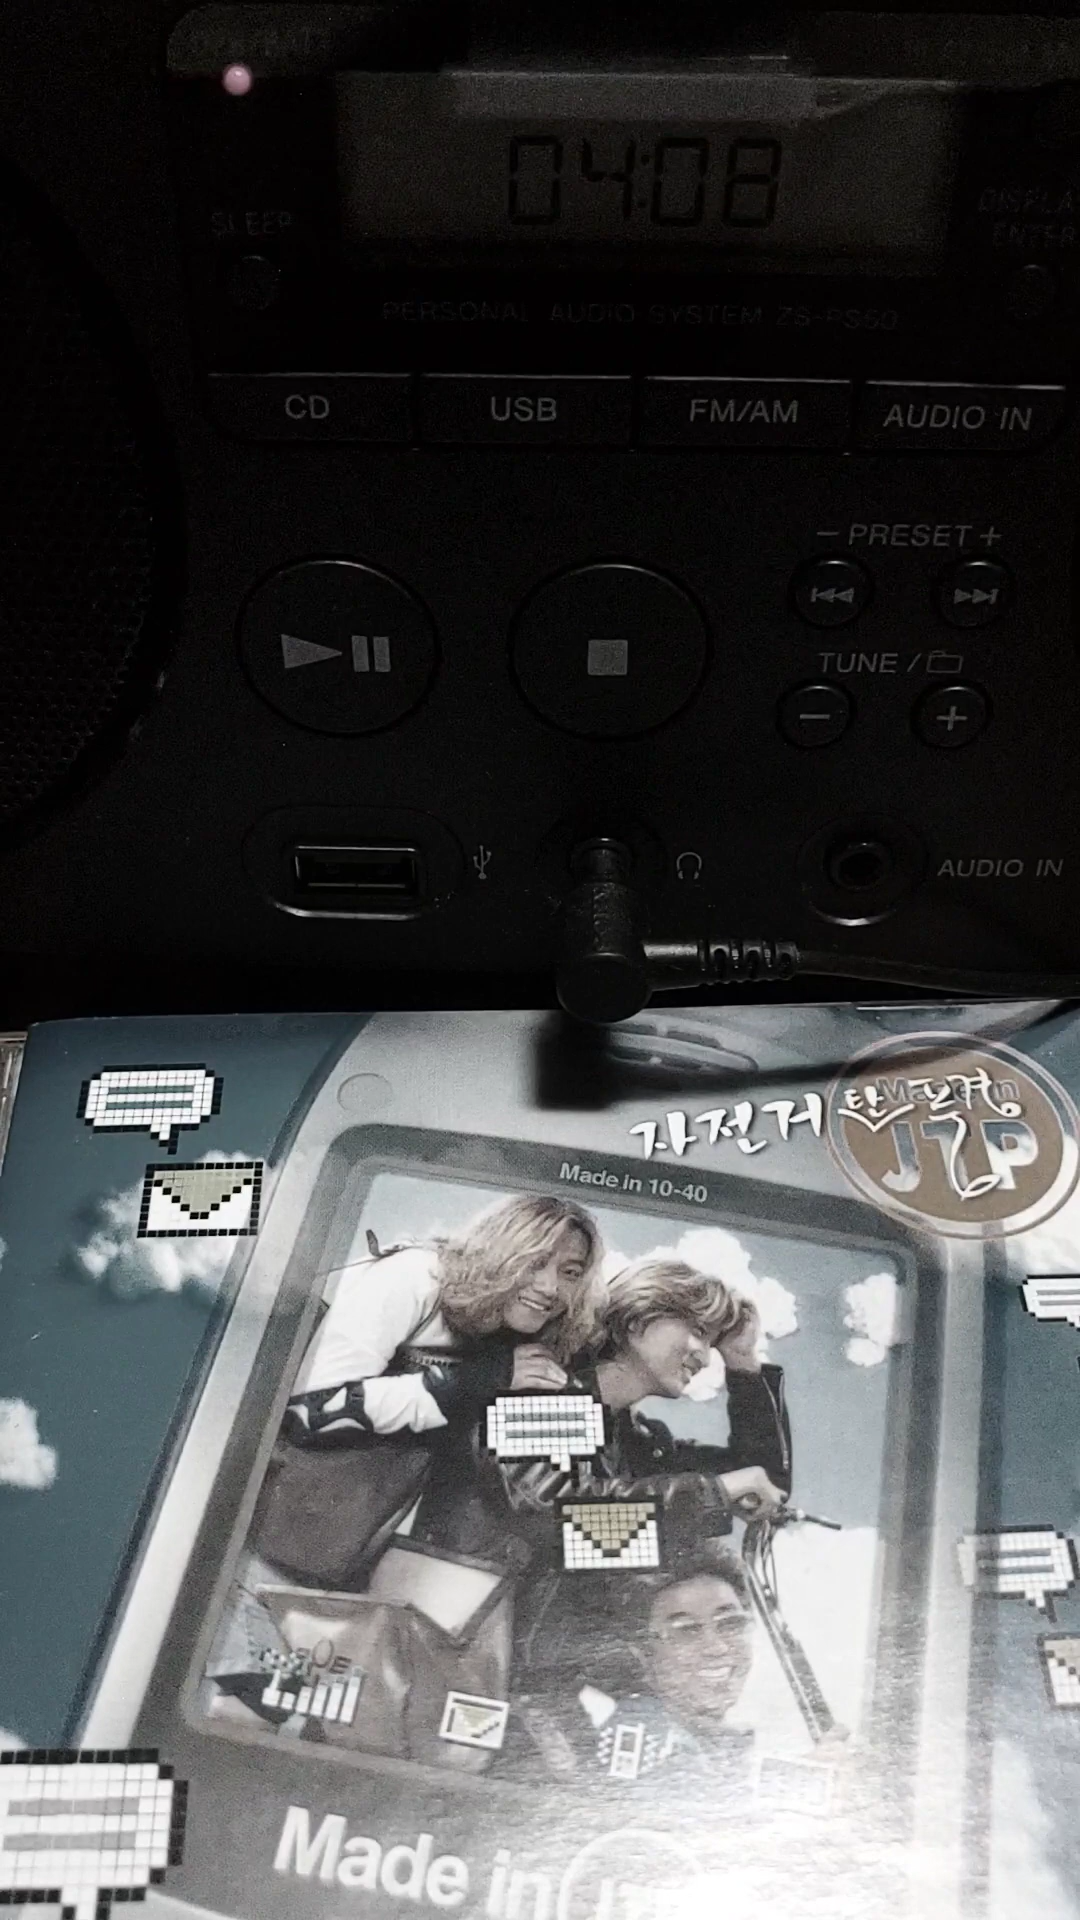 04:08
SLEEP
DISPLAY
ENTER
PERSONAL AUDIO SYSTEM ZS-PS50
CD
USB
FM/AM
AUDIO IN
− PRESET +
TUNE /
AUDIO IN
Made in
JTP
자전거 탄 풍경
Made in 10-40
Made in